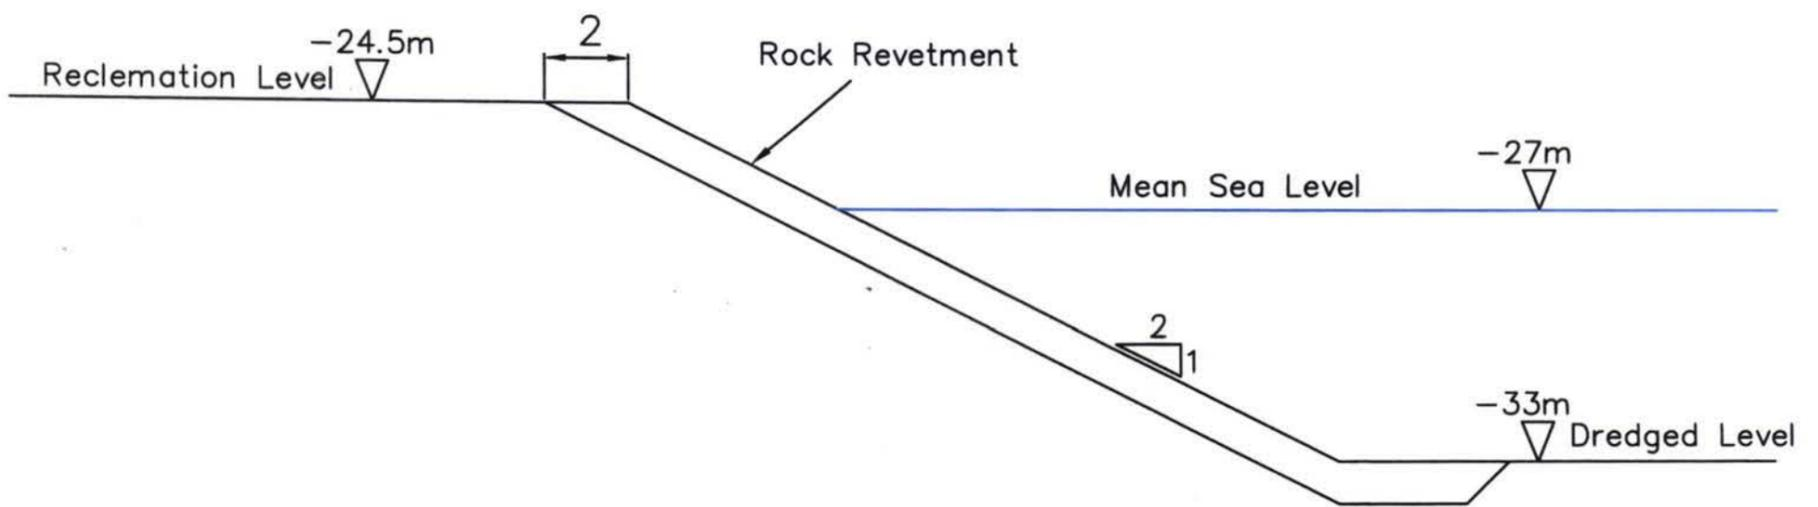 2
-24.5m
Rock Revetment
Reclemation Level
-27m
Mean Sea Level
2
1
-33m
Dredged Level